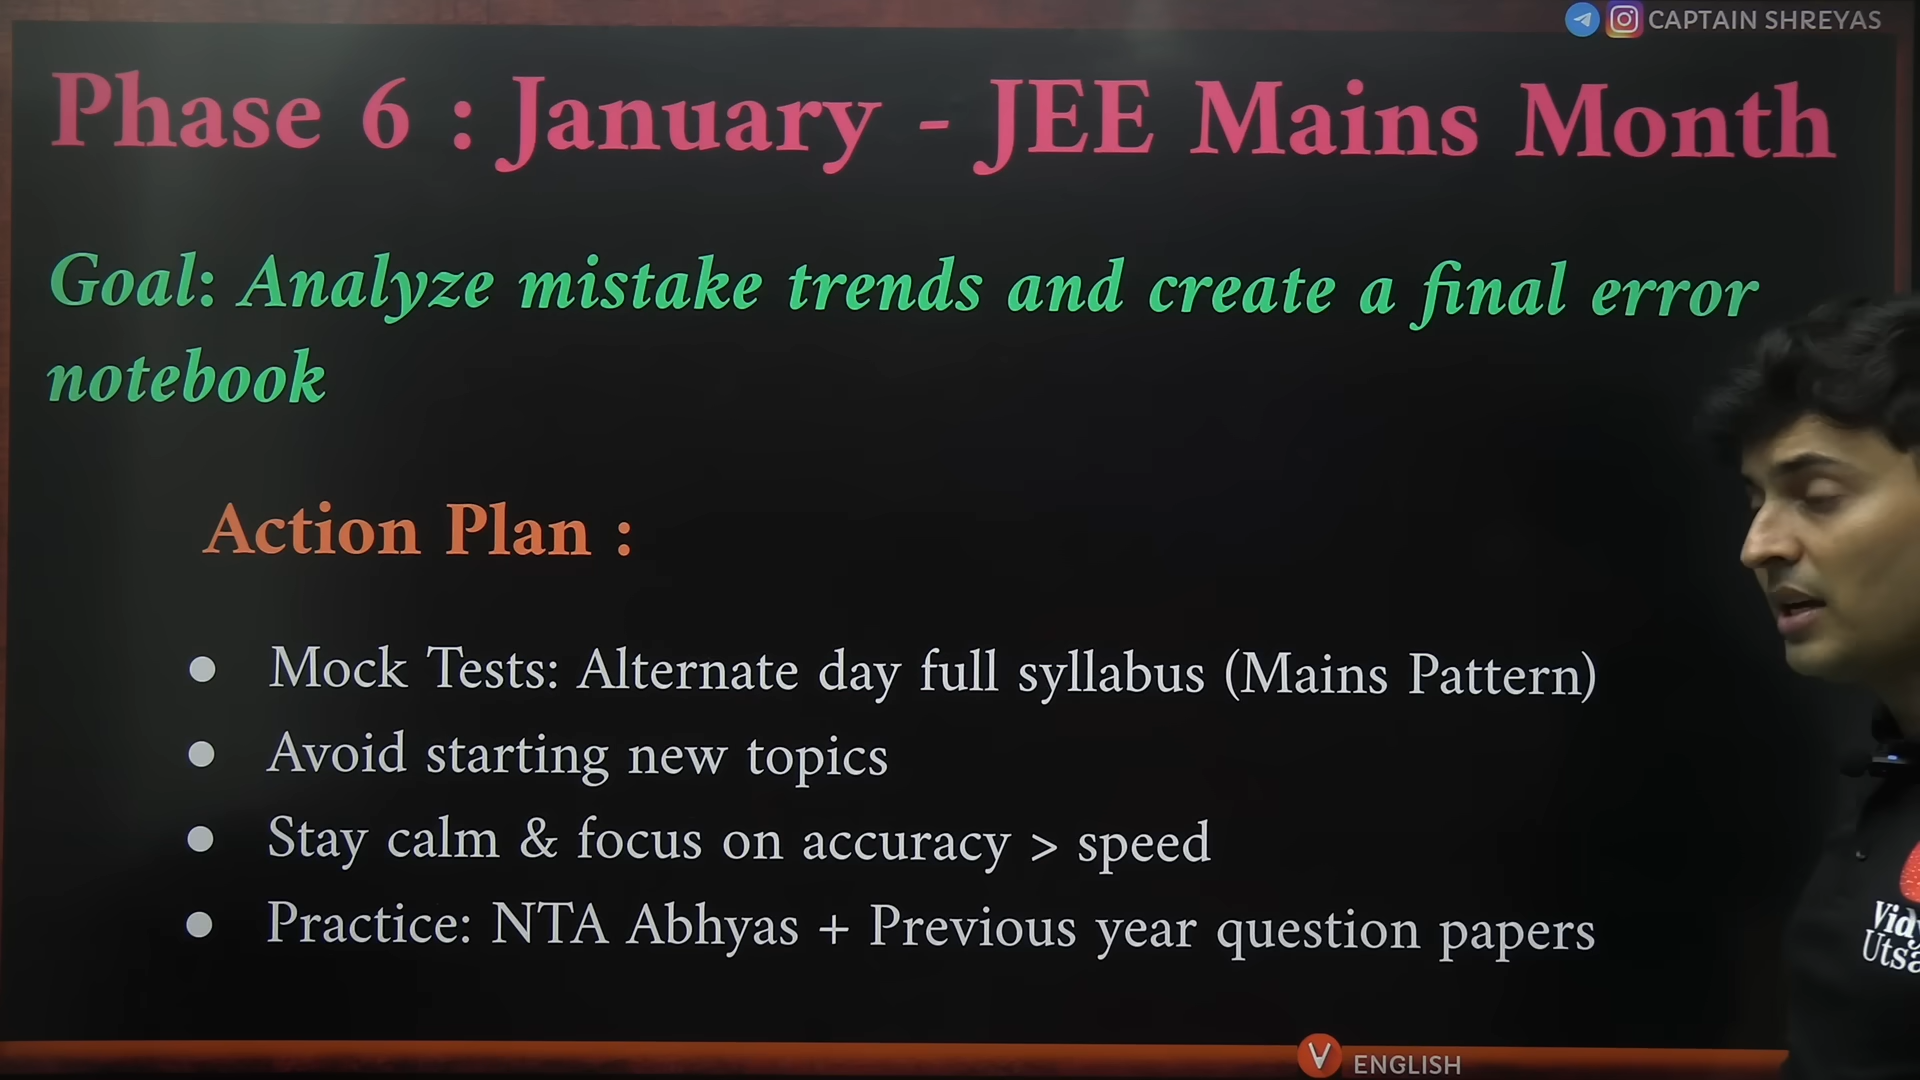 CAPTAIN SHREYAS
Phase 6 : January - JEE Mains Month
Goal: Analyze mistake trends and create a final error
notebook
Action Plan :
● Mock Tests: Alternate day full syllabus (Mains Pattern)
● Avoid starting new topics
● Stay calm & focus on accuracy > speed
● Practice: NTA Abhyas + Previous year question papers
V ENGLISH